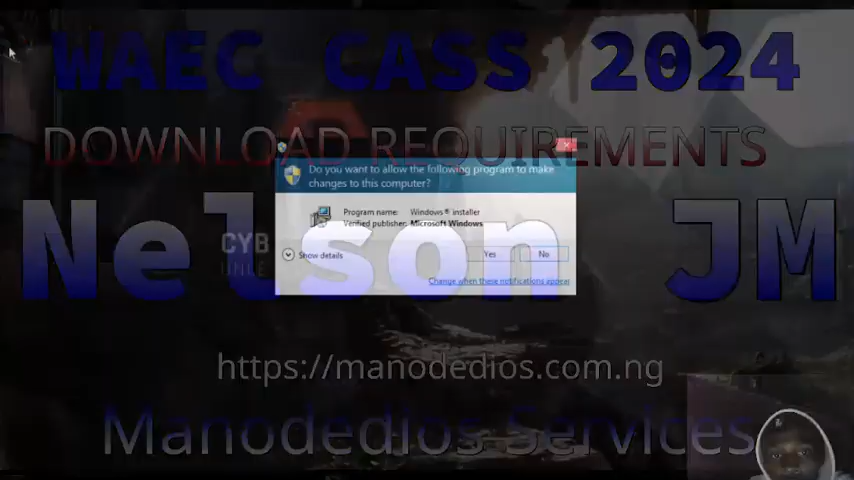 WAEC CASS 2024
DOWNLOAD REQUIREMENTS
Do you want to allow the following program to make
changes to this computer?
Program name: Windows® installer
Verified publisher: Microsoft Windows
Nelson JM
CYB
Show details
Yes No
Change when these notifications appear
https://manodedios.com.ng
Manodedios Services